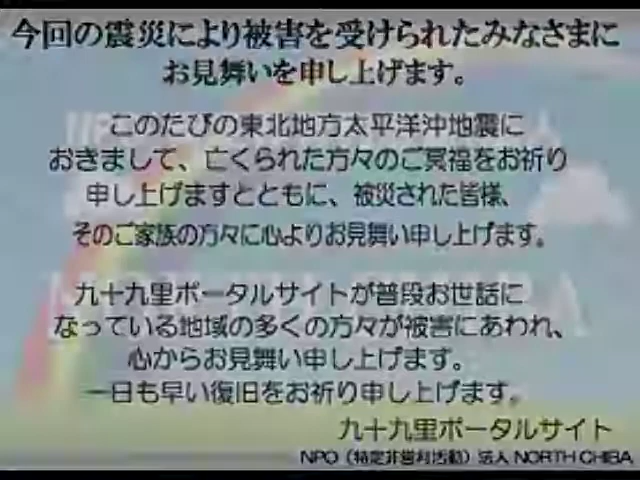 今回の震災により被害を受けられたみなさまに
お見舞いを申し上げます。
このたびの東北地方太平洋沖地震に
おきまして、亡くられた方々のご冥福をお祈り
申し上げますとともに、被災された皆様、
そのご家族の方々に心よりお見舞い申し上げます。
九十九里ポータルサイトが普段お世話に
なっている地域の多くの方々が被害にあわれ、
心からお見舞い申し上げます。
一日も早い復旧をお祈り申し上げます。
九十九里ポータルサイト
NPO（特定非営利活動）法人 NORTH CHIBA